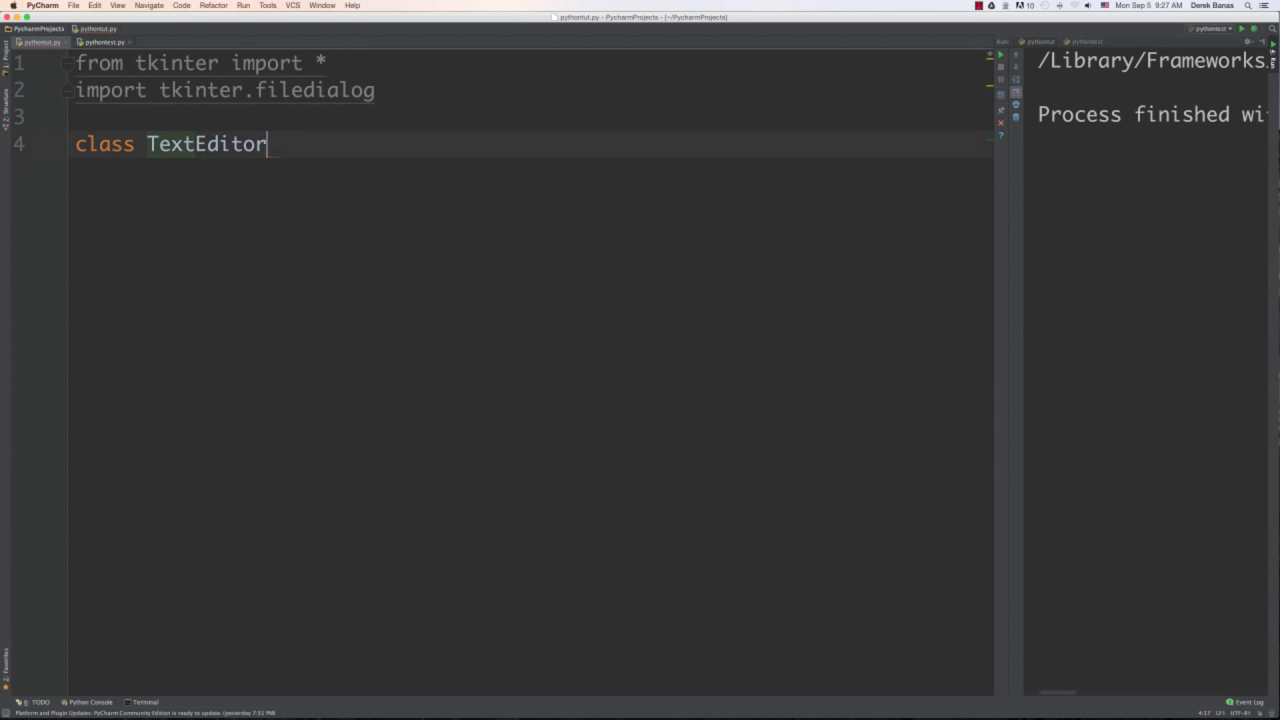 PyCharm File Edit View Navigate Code Refactor Run Tools VCS Window Help
10 Mon Sep 5 9:27 AM Derek Banas
pythontut.py - PycharmProjects - [~/PycharmProjects]
PycharmProjects pythontut.py pythontest
pythontut.py pythontest.py
Run: pythontut pythontest
1 from tkinter import *
2 import tkinter.filedialog
3
4 class TextEditor
/Library/Frameworks
Process finished wi
1: Project
Z: Structure
2: Favorites
4: Run
6: TODO Python Console Terminal
Event Log
Platform and Plugin Updates: PyCharm Community Edition is ready to update. (yesterday 7:51 PM)
4:17 LF÷ UTF-8÷